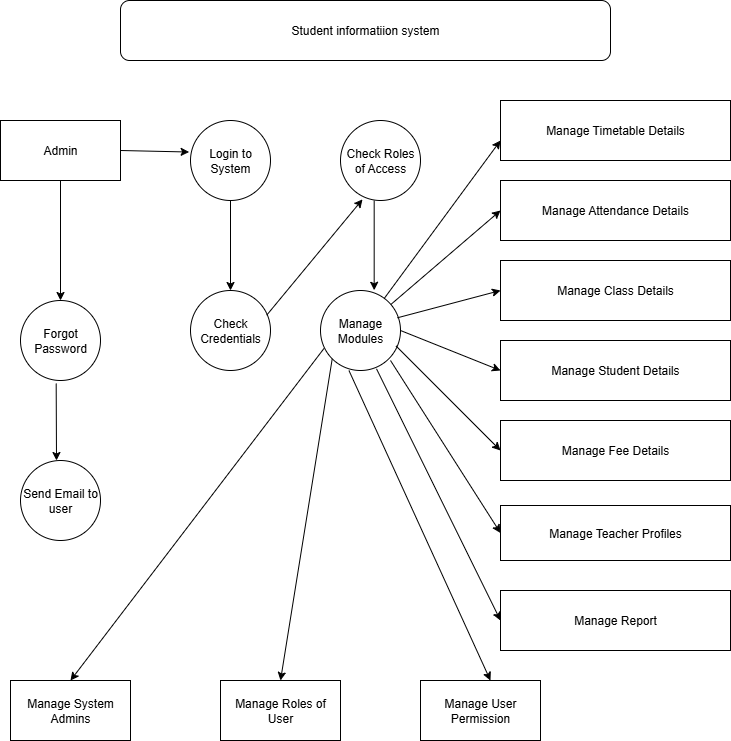 Student informatiion system
Admin
Login to
System
Check Roles
of Access
Manage Timetable Details
Manage Attendance Details
Manage Class Details
Forgot
Password
Check
Credentials
Manage
Modules
Manage Student Details
Manage Fee Details
Send Email to
user
Manage Teacher Profiles
Manage Report
Manage System
Admins
Manage Roles of
User
Manage User
Permission